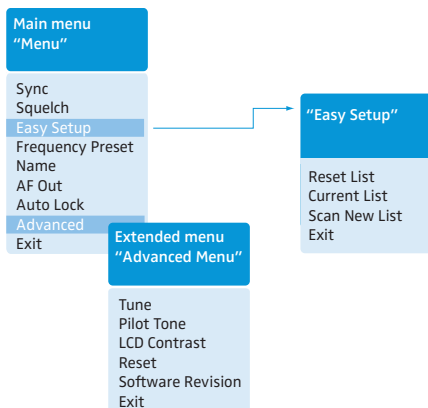 Main menu
“Menu”
Sync
Squelch
Easy Setup
Frequency Preset
Name
AF Out
Auto Lock
Advanced
Exit
“Easy Setup”
Reset List
Current List
Scan New List
Exit
Extended menu
“Advanced Menu”
Tune
Pilot Tone
LCD Contrast
Reset
Software Revision
Exit